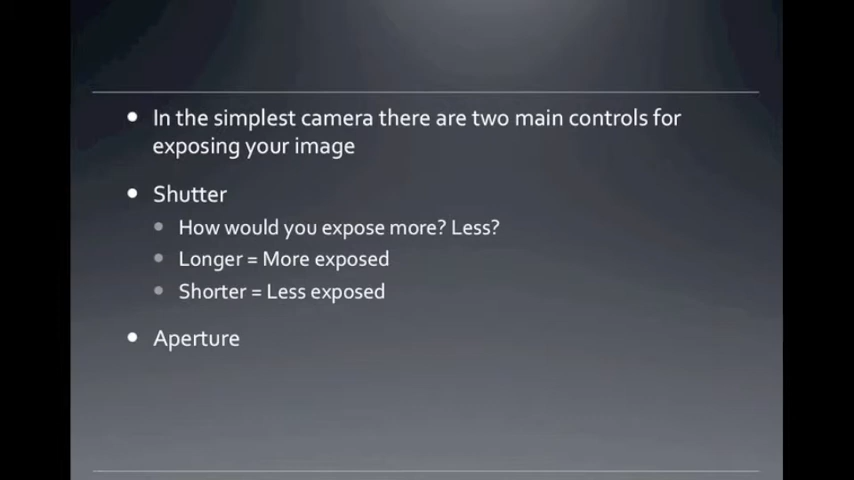 In the simplest camera there are two main controls for
exposing your image
Shutter
How would you expose more? Less?
Longer = More exposed
Shorter = Less exposed
Aperture